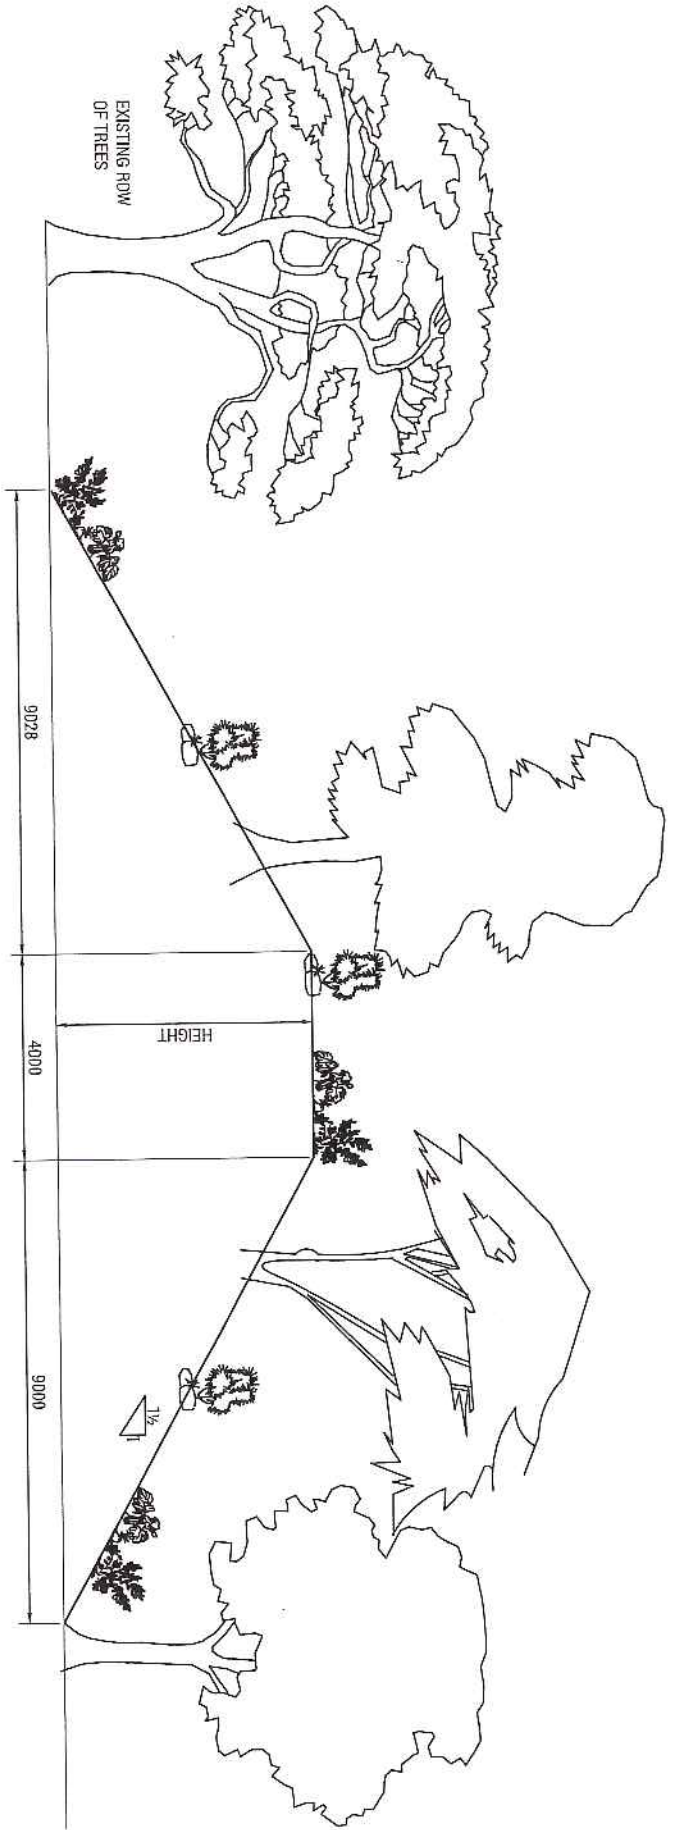 EXISTING ROW
OF TREES
9028
4000
HEIGHT
9000
1½
1